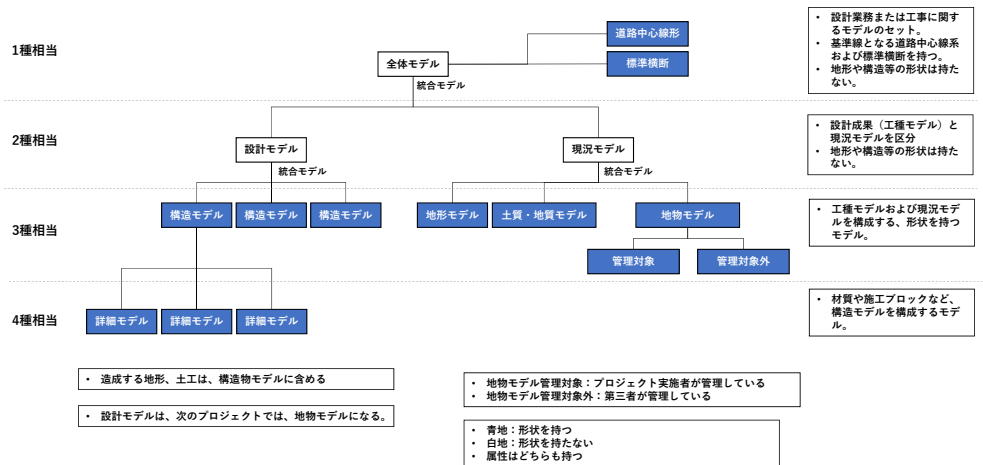 1種相当
全体モデル
統合モデル
道路中心線形
標準横断
• 設計業務または工事に関す
るモデルのセット。
• 基準線となる道路中心線系
および標準横断を持つ。
• 地形や構造等の形状は持た
ない。
2種相当
設計モデル
統合モデル
現況モデル
統合モデル
• 設計成果（工種モデル）と
現況モデルを区分
• 地形や構造等の形状は持た
ない。
3種相当
構造モデル
構造モデル
構造モデル
地形モデル
土質・地質モデル
地物モデル
管理対象
管理対象外
• 工種モデルおよび現況モデ
ルを構成する、形状を持つ
モデル。
4種相当
詳細モデル
詳細モデル
詳細モデル
• 材質や施工ブロックなど、
構造モデルを構成するモデ
ル。
• 造成する地形、土工は、構造物モデルに含める
• 設計モデルは、次のプロジェクトでは、地物モデルになる。
• 地物モデル管理対象：プロジェクト実施者が管理している
• 地物モデル管理対象外：第三者が管理している
• 青地：形状を持つ
• 白地：形状を持たない
• 属性はどちらも持つ